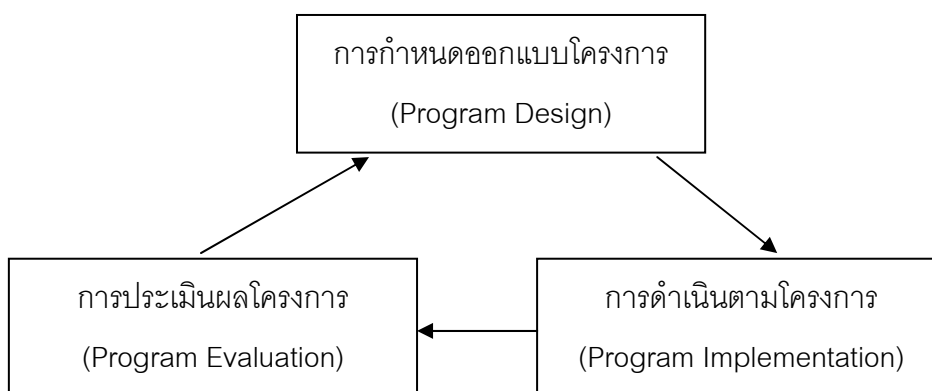 การกำหนดออกแบบโครงการ
(Program Design)
การประเมินผลโครงการ
(Program Evaluation)
การดำเนินตามโครงการ
(Program Implementation)